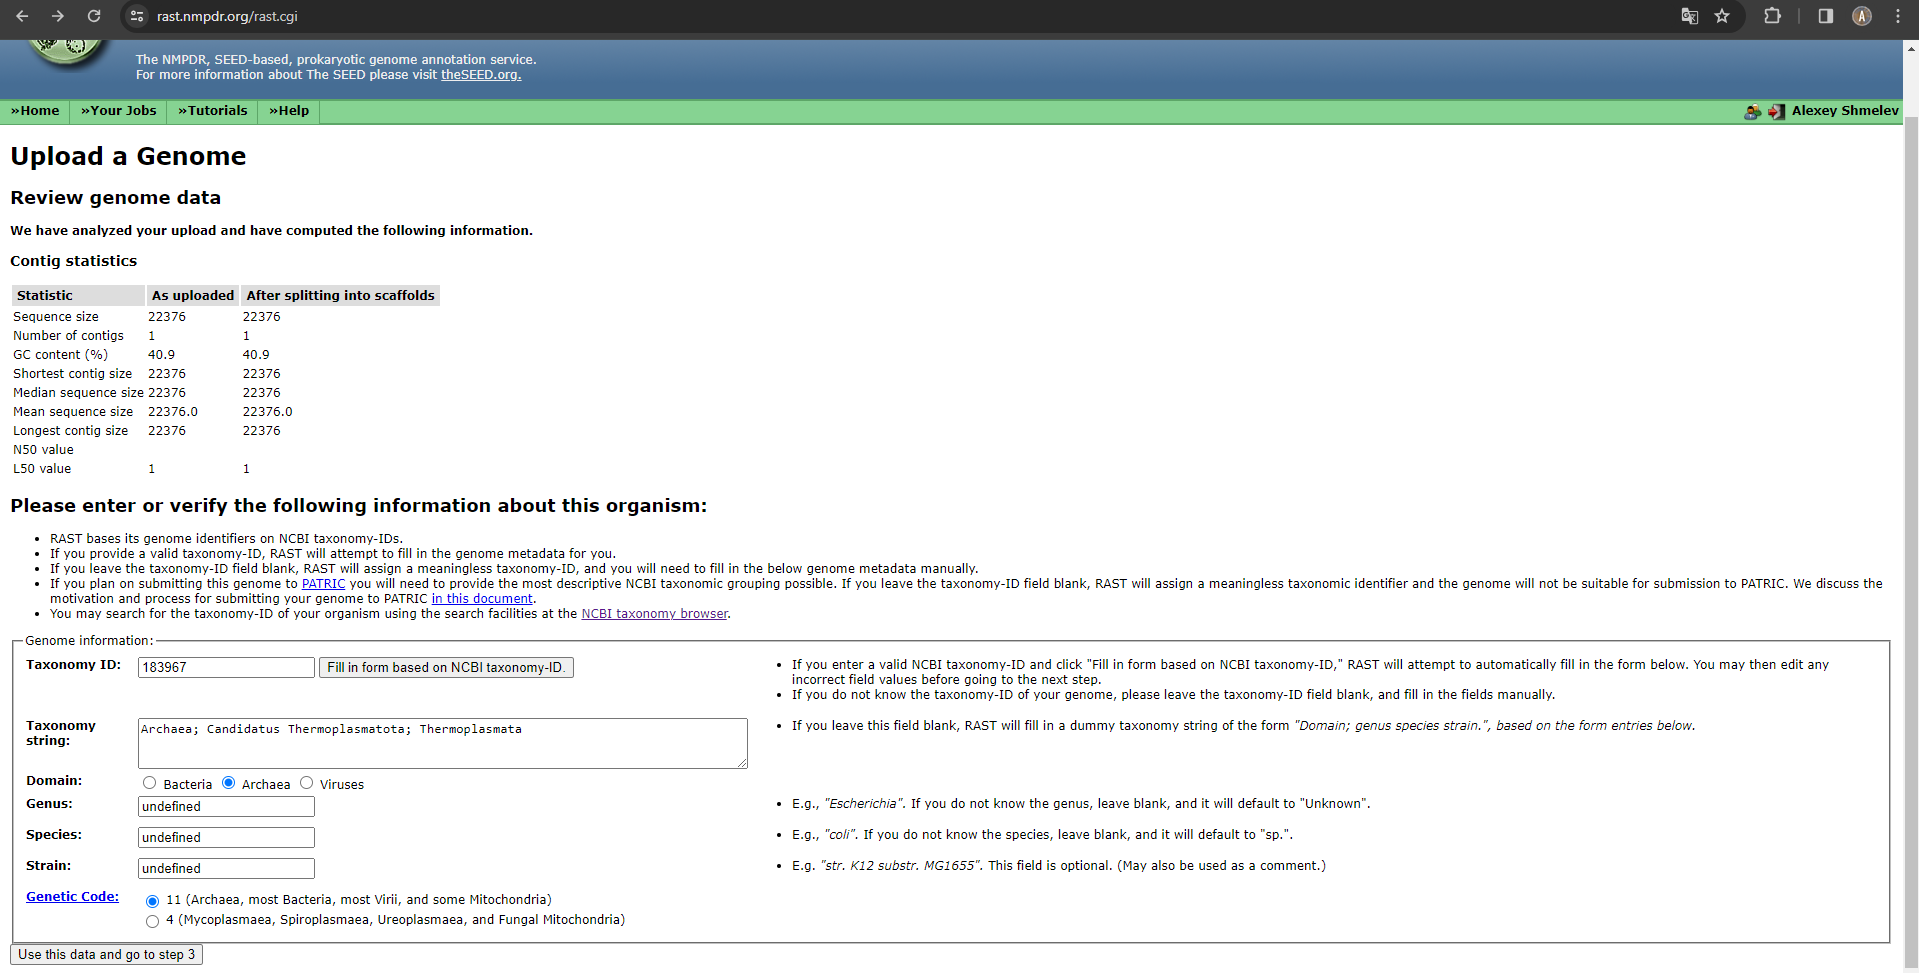 rast.nmpdr.org/rast.cgi
A
The NMPDR, SEED-based, prokaryotic genome annotation service.
For more information about The SEED please visit theSEED.org.
»Home »Your Jobs »Tutorials »Help Alexey Shmelev
Upload a Genome
Review genome data
We have analyzed your upload and have computed the following information.
Contig statistics
Statistic As uploaded After splitting into scaffolds
Sequence size 22376 22376
Number of contigs 1 1
GC content (%) 40.9 40.9
Shortest contig size 22376 22376
Median sequence size 22376 22376
Mean sequence size 22376.0 22376.0
Longest contig size 22376 22376
N50 value
L50 value 1 1
Please enter or verify the following information about this organism:
• RAST bases its genome identifiers on NCBI taxonomy-IDs.
• If you provide a valid taxonomy-ID, RAST will attempt to fill in the genome metadata for you.
• If you leave the taxonomy-ID field blank, RAST will assign a meaningless taxonomy-ID, and you will need to fill in the below genome metadata manually.
• If you plan on submitting this genome to PATRIC you will need to provide the most descriptive NCBI taxonomic grouping possible. If you leave the taxonomy-ID field blank, RAST will assign a meaningless taxonomic identifier and the genome will not be suitable for submission to PATRIC. We discuss the
motivation and process for submitting your genome to PATRIC in this document.
• You may search for the taxonomy-ID of your organism using the search facilities at the NCBI taxonomy browser.
Genome information:
Taxonomy ID: 183967 Fill in form based on NCBI taxonomy-ID.
• If you enter a valid NCBI taxonomy-ID and click "Fill in form based on NCBI taxonomy-ID," RAST will attempt to automatically fill in the form below. You may then edit any
incorrect field values before going to the next step.
• If you do not know the taxonomy-ID of your genome, please leave the taxonomy-ID field blank, and fill in the fields manually.
Taxonomy
string:
Archaea; Candidatus Thermoplasmatota; Thermoplasmata
• If you leave this field blank, RAST will fill in a dummy taxonomy string of the form "Domain; genus species strain.", based on the form entries below.
Domain: Bacteria Archaea Viruses
Genus: undefined • E.g., "Escherichia". If you do not know the genus, leave blank, and it will default to "Unknown".
Species: undefined • E.g., "coli". If you do not know the species, leave blank, and it will default to "sp.".
Strain: undefined • E.g. "str. K12 substr. MG1655". This field is optional. (May also be used as a comment.)
Genetic Code: 11 (Archaea, most Bacteria, most Virii, and some Mitochondria)
4 (Mycoplasmaea, Spiroplasmaea, Ureoplasmaea, and Fungal Mitochondria)
Use this data and go to step 3